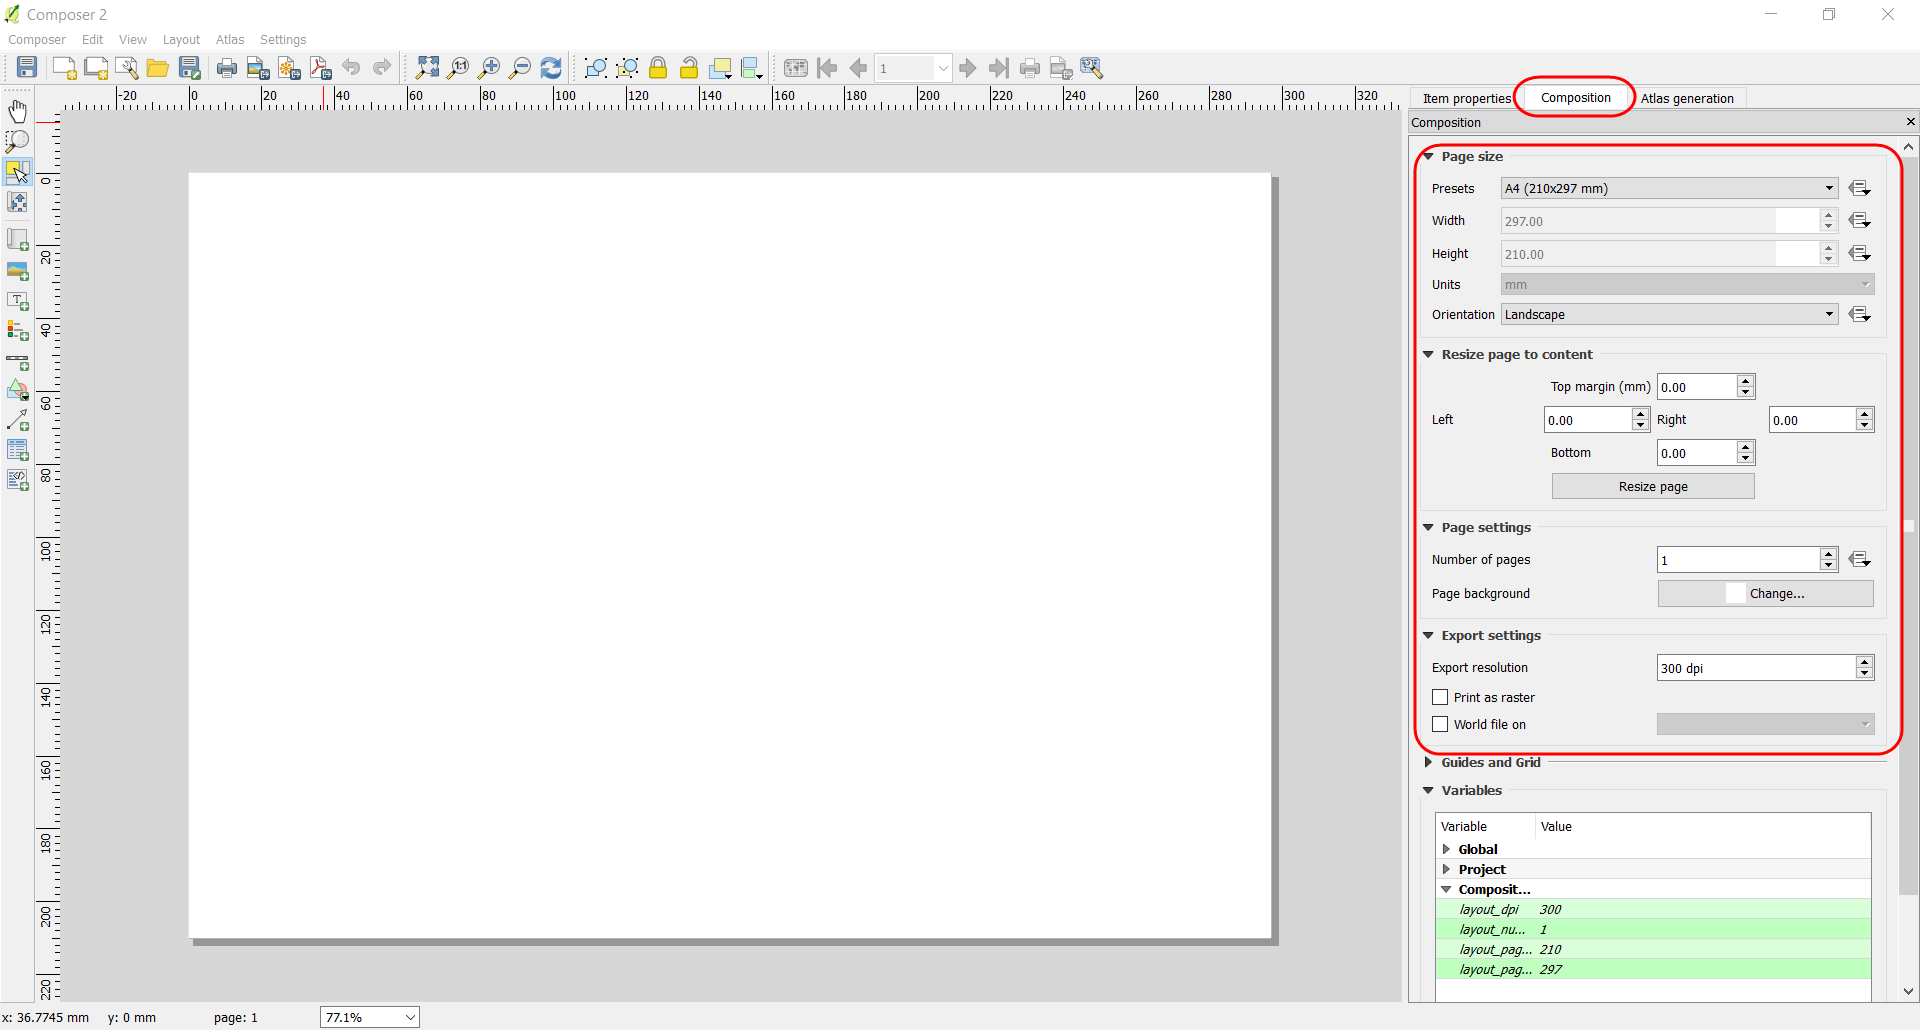 Composer 2
Composer Edit View Layout Atlas Settings
1:1
1
-20 0 20 40 60 80 100 120 140 160 180 200 220 240 260 280 300 320
Item properties Composition Atlas generation
Composition
0
20
40
60
80
100
120
140
160
180
200
220
T
Page size
Presets A4 (210x297 mm)
Width 297.00
Height 210.00
Units mm
Orientation Landscape
Resize page to content
Top margin (mm) 0.00
Left 0.00 Right 0.00
Bottom 0.00
Resize page
Page settings
Number of pages 1
Page background Change...
Export settings
Export resolution 300 dpi
Print as raster
World file on
Guides and Grid
Variables
Variable Value
Global
Project
Composit...
layout_dpi 300
layout_nu... 1
layout_pag... 210
layout_pag... 297
x: 36.7745 mm y: 0 mm page: 1 77.1%